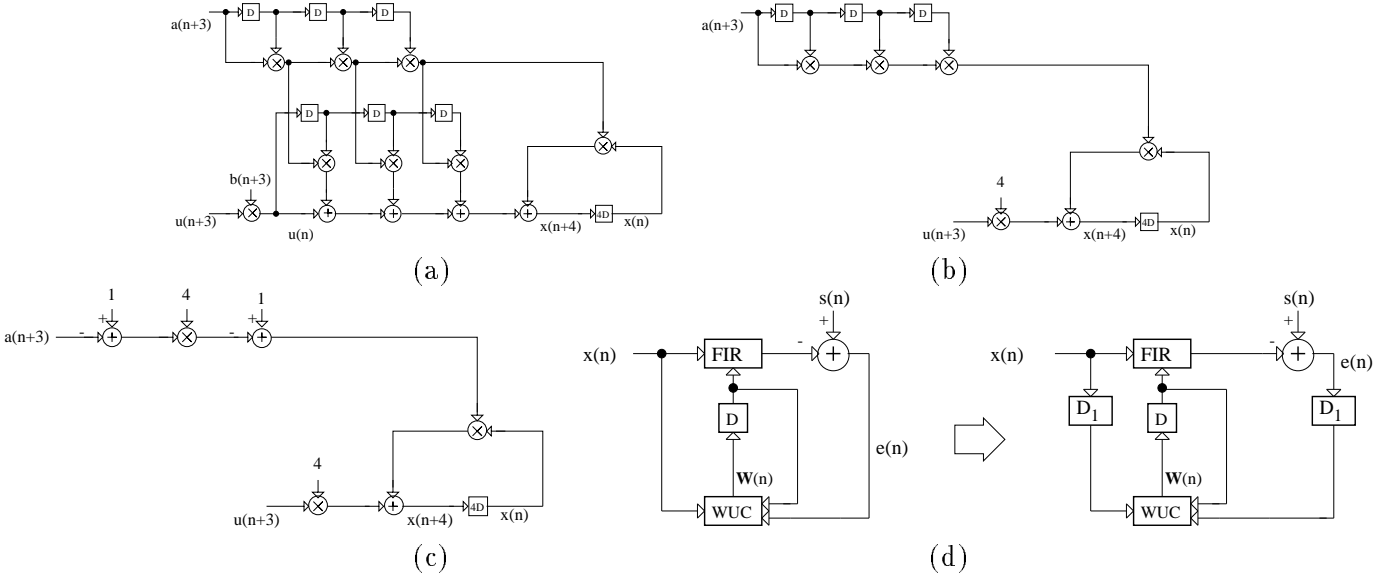 a(n+3)
D
D
D
D
D
D
b(n+3)
u(n+3)
u(n)
x(n+4)
4D
x(n)
(a)
a(n+3)
D
D
D
4
u(n+3)
x(n+4)
4D
x(n)
(b)
a(n+3)
-
1
+
4
-
1
+
4
u(n+3)
x(n+4)
4D
x(n)
(c)
x(n)
FIR
s(n)
+
-
+
D
e(n)
W(n)
WUC
x(n)
FIR
s(n)
+
-
+
e(n)
D1
D
D1
W(n)
WUC
(d)